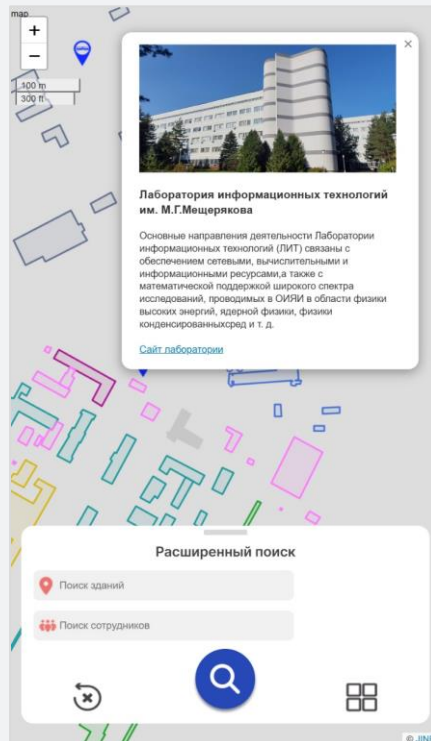 map
+
−
100 m
300 ft
×
Лаборатория информационных технологий
им. М.Г.Мещерякова
Основные направления деятельности Лаборатории
информационных технологий (ЛИТ) связаны с
обеспечением сетевыми, вычислительными и
информационными ресурсами,а также с
математической поддержкой широкого спектра
исследований, проводимых в ОИЯИ в области физики
высоких энергий, ядерной физики, физики
конденсированныхсред и т. д.
Сайт лаборатории
Расширенный поиск
Поиск зданий
Поиск сотрудников
© JINR